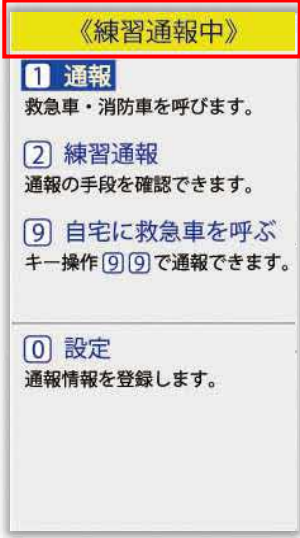 《練習通報中》
1 通報
救急車・消防車を呼びます。
2 練習通報
通報の手段を確認できます。
9 自宅に救急車を呼ぶ
キー操作99で通報できます。
0 設定
通報情報を登録します。